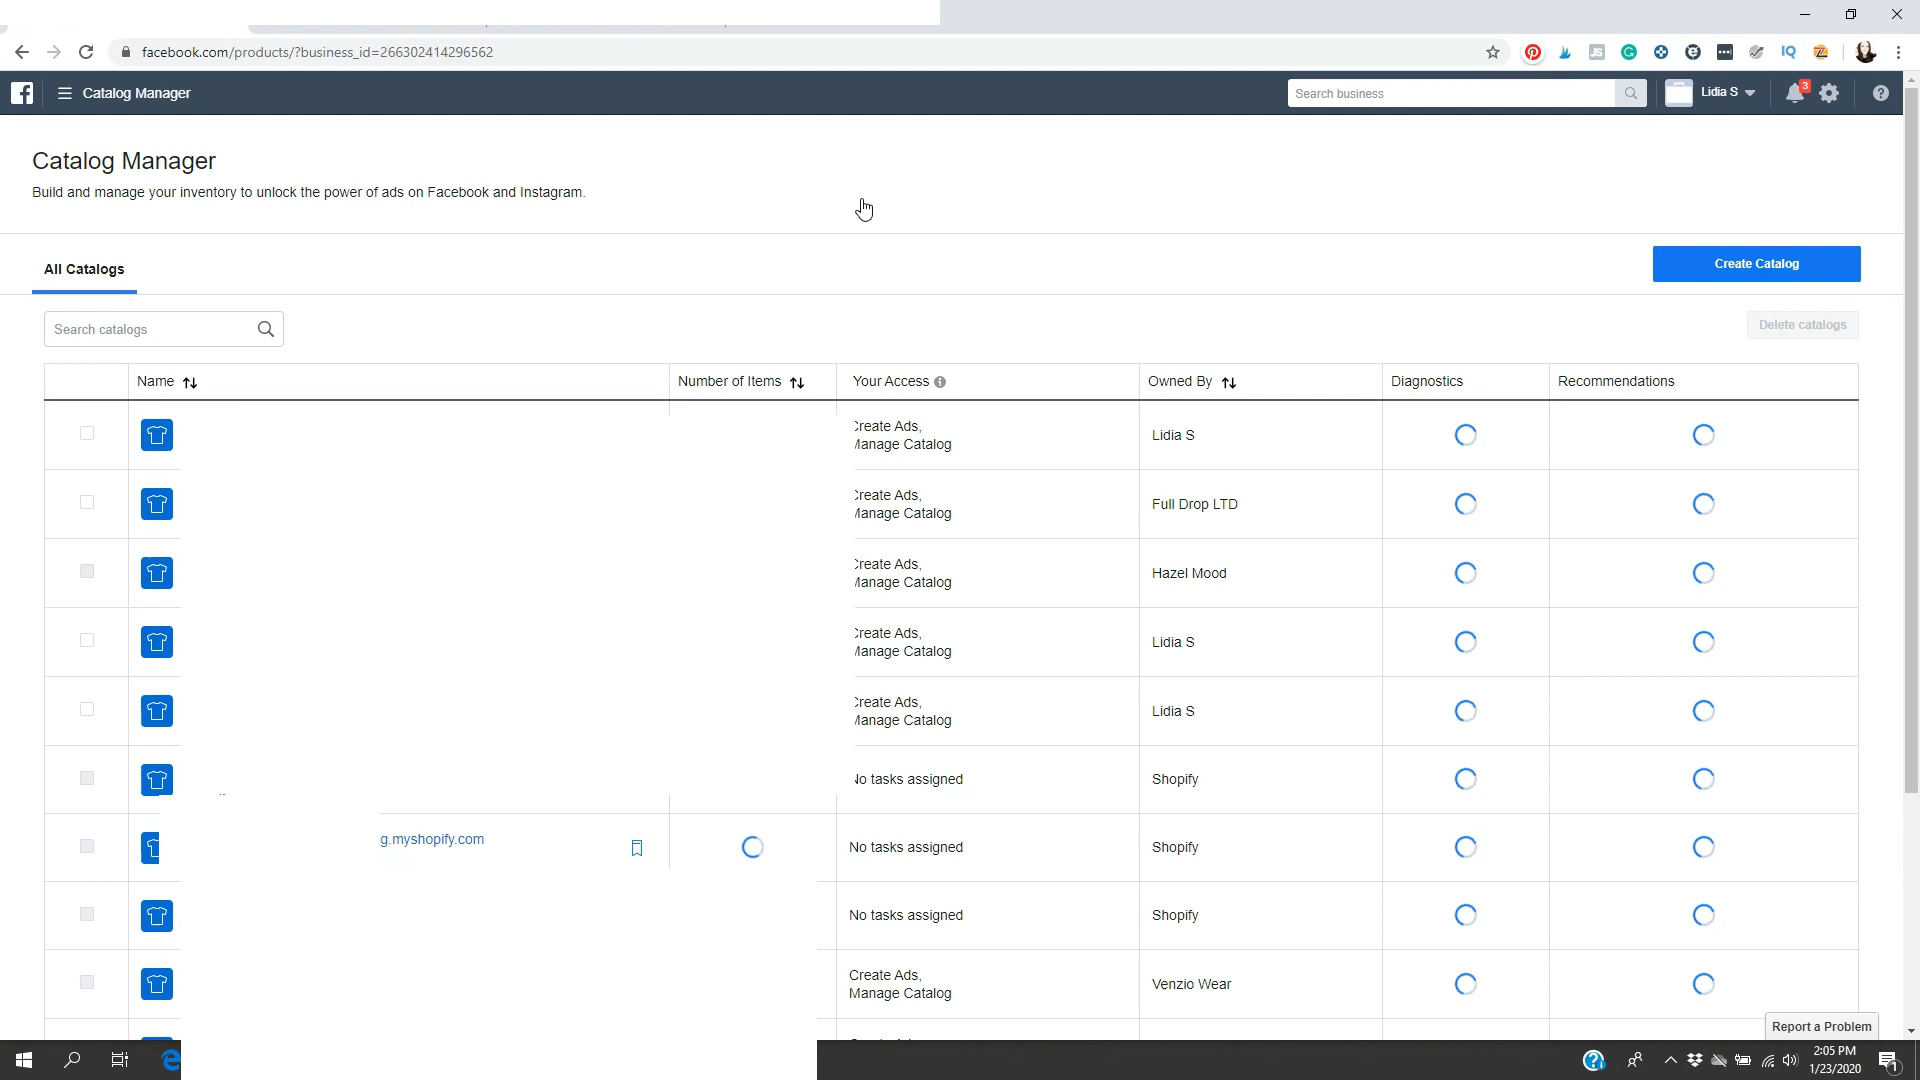 facebook.com/products/?business_id=266302414296562
Catalog Manager
Search business
Lidia S
3
Catalog Manager
Build and manage your inventory to unlock the power of ads on Facebook and Instagram.
All Catalogs
Create Catalog
Search catalogs
Delete catalogs
Name
Number of Items
Your Access
Owned By
Diagnostics
Recommendations
Create Ads,
Manage Catalog
Lidia S
Create Ads,
Manage Catalog
Full Drop LTD
Create Ads,
Manage Catalog
Hazel Mood
Create Ads,
Manage Catalog
Lidia S
Create Ads,
Manage Catalog
Lidia S
No tasks assigned
Shopify
g.myshopify.com
No tasks assigned
Shopify
No tasks assigned
Shopify
Create Ads,
Manage Catalog
Venzio Wear
Report a Problem
2:05 PM
1/23/2020